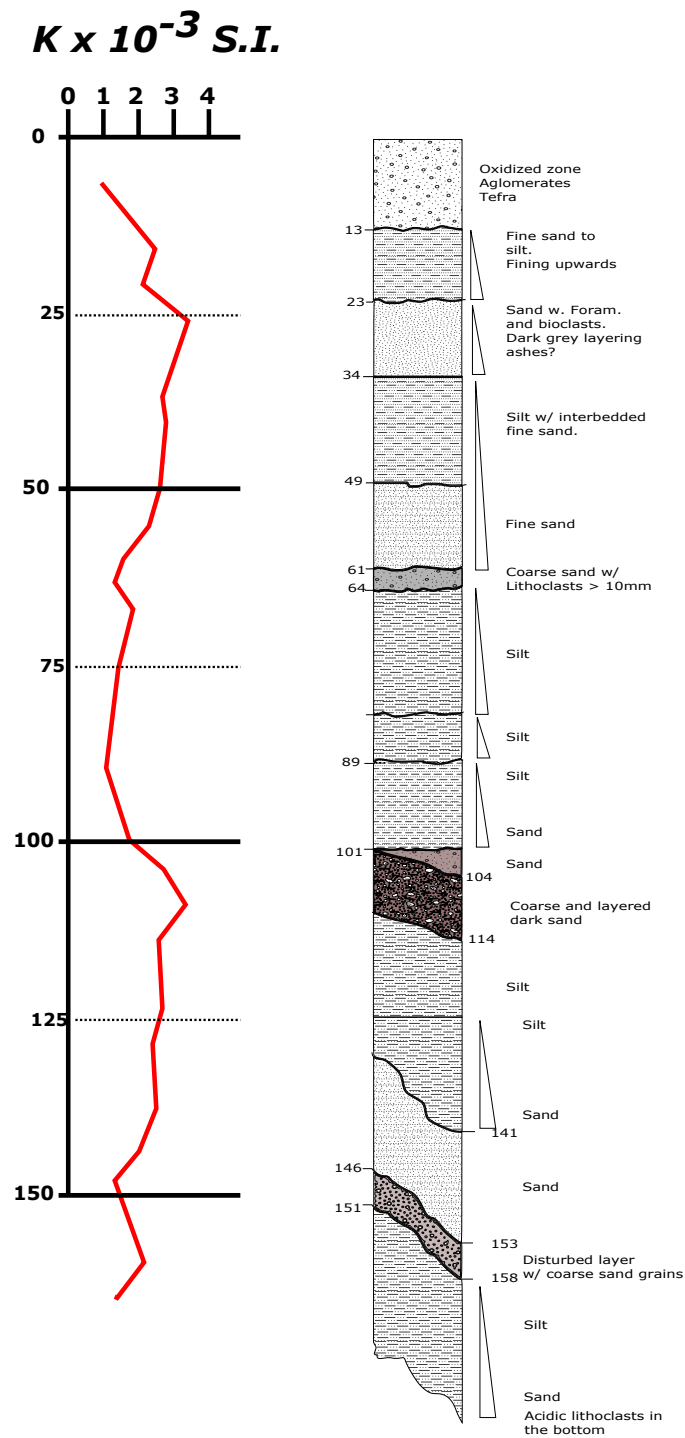 K x 10-3 S.I.
0 1 2 3 4
0
25
50
75
100
125
150
Oxidized zone
Aglomerates
Tefra
13
Fine sand to
silt.
Fining upwards
23
Sand w. Foram.
and bioclasts.
Dark grey layering
ashes?
34
Silt w/ interbedded
fine sand.
49
Fine sand
61
Coarse sand w/
Lithoclasts > 10mm
64
Silt
Silt
89
Silt
Sand
101
Sand
104
Coarse and layered
dark sand
114
Silt
Silt
Sand
141
146
Sand
151
153
Disturbed layer
w/ coarse sand grains
158
Silt
Sand
Acidic lithoclasts in
the bottom